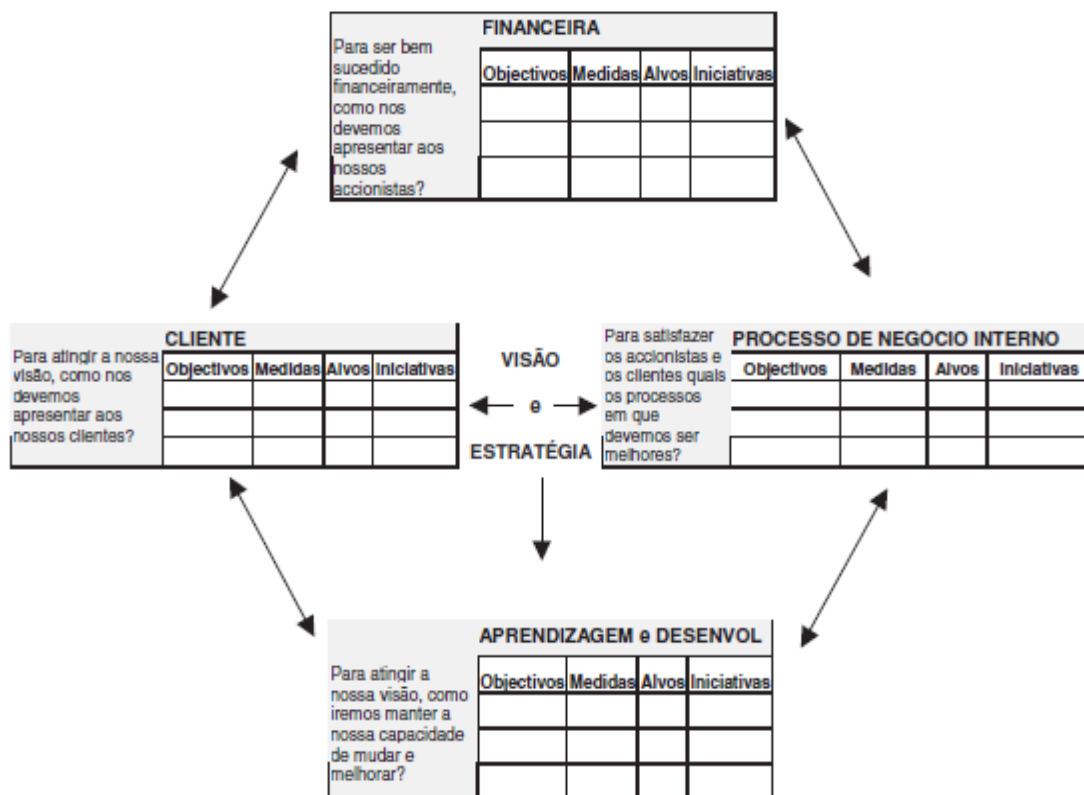 FINANCEIRA
Para ser bem
sucedido
financeiramente,
como nos
devemos
apresentar aos
nossos
accionistas?
Objectivos Medidas Alvos Iniciativas
CLIENTE
Para atingir a nossa
visão, como nos
devemos
apresentar aos
nossos clientes?
Objectivos Medidas Alvos Iniciativas
VISÃO
e
ESTRATÉGIA
PROCESSO DE NEGÓCIO INTERNO
Para satisfazer
os accionistas e
os clientes quais
os processos
em que
devemos ser
melhores?
Objectivos Medidas Alvos Iniciativas
APRENDIZAGEM e DESENVOL
Para atingir a
nossa visão, como
iremos manter a
nossa capacidade
de mudar e
melhorar?
Objectivos Medidas Alvos Iniciativas